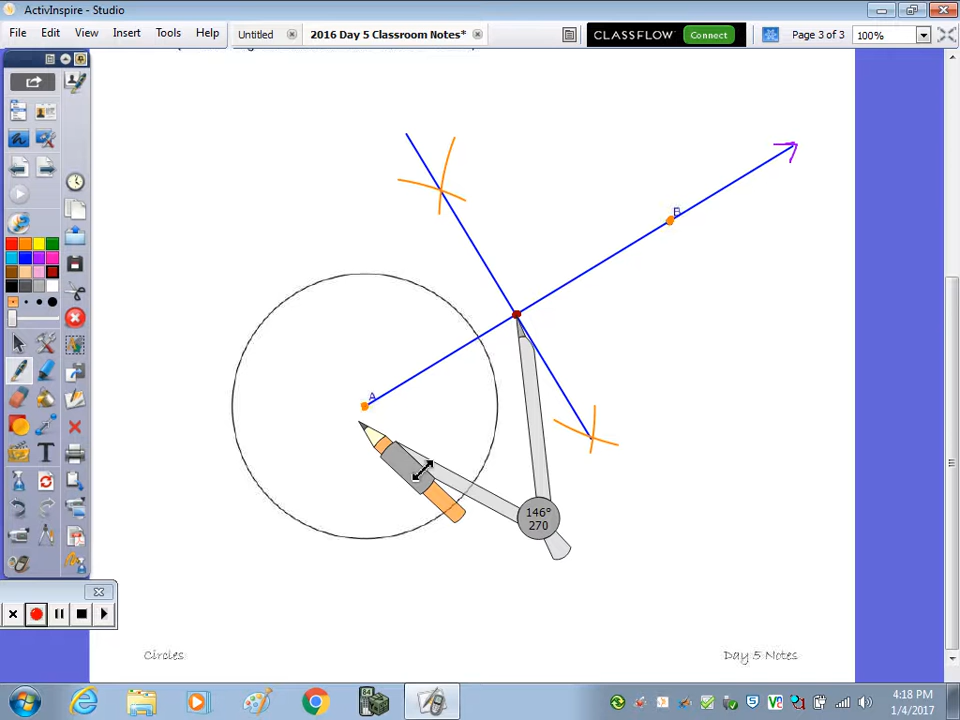 ActivInspire - Studio
File Edit View Insert Tools Help
Untitled
2016 Day 5 Classroom Notes*
CLASSFLOW Connect
Page 3 of 3
100%
B
A
146°
270
Circles
Day 5 Notes
4:18 PM
1/4/2017